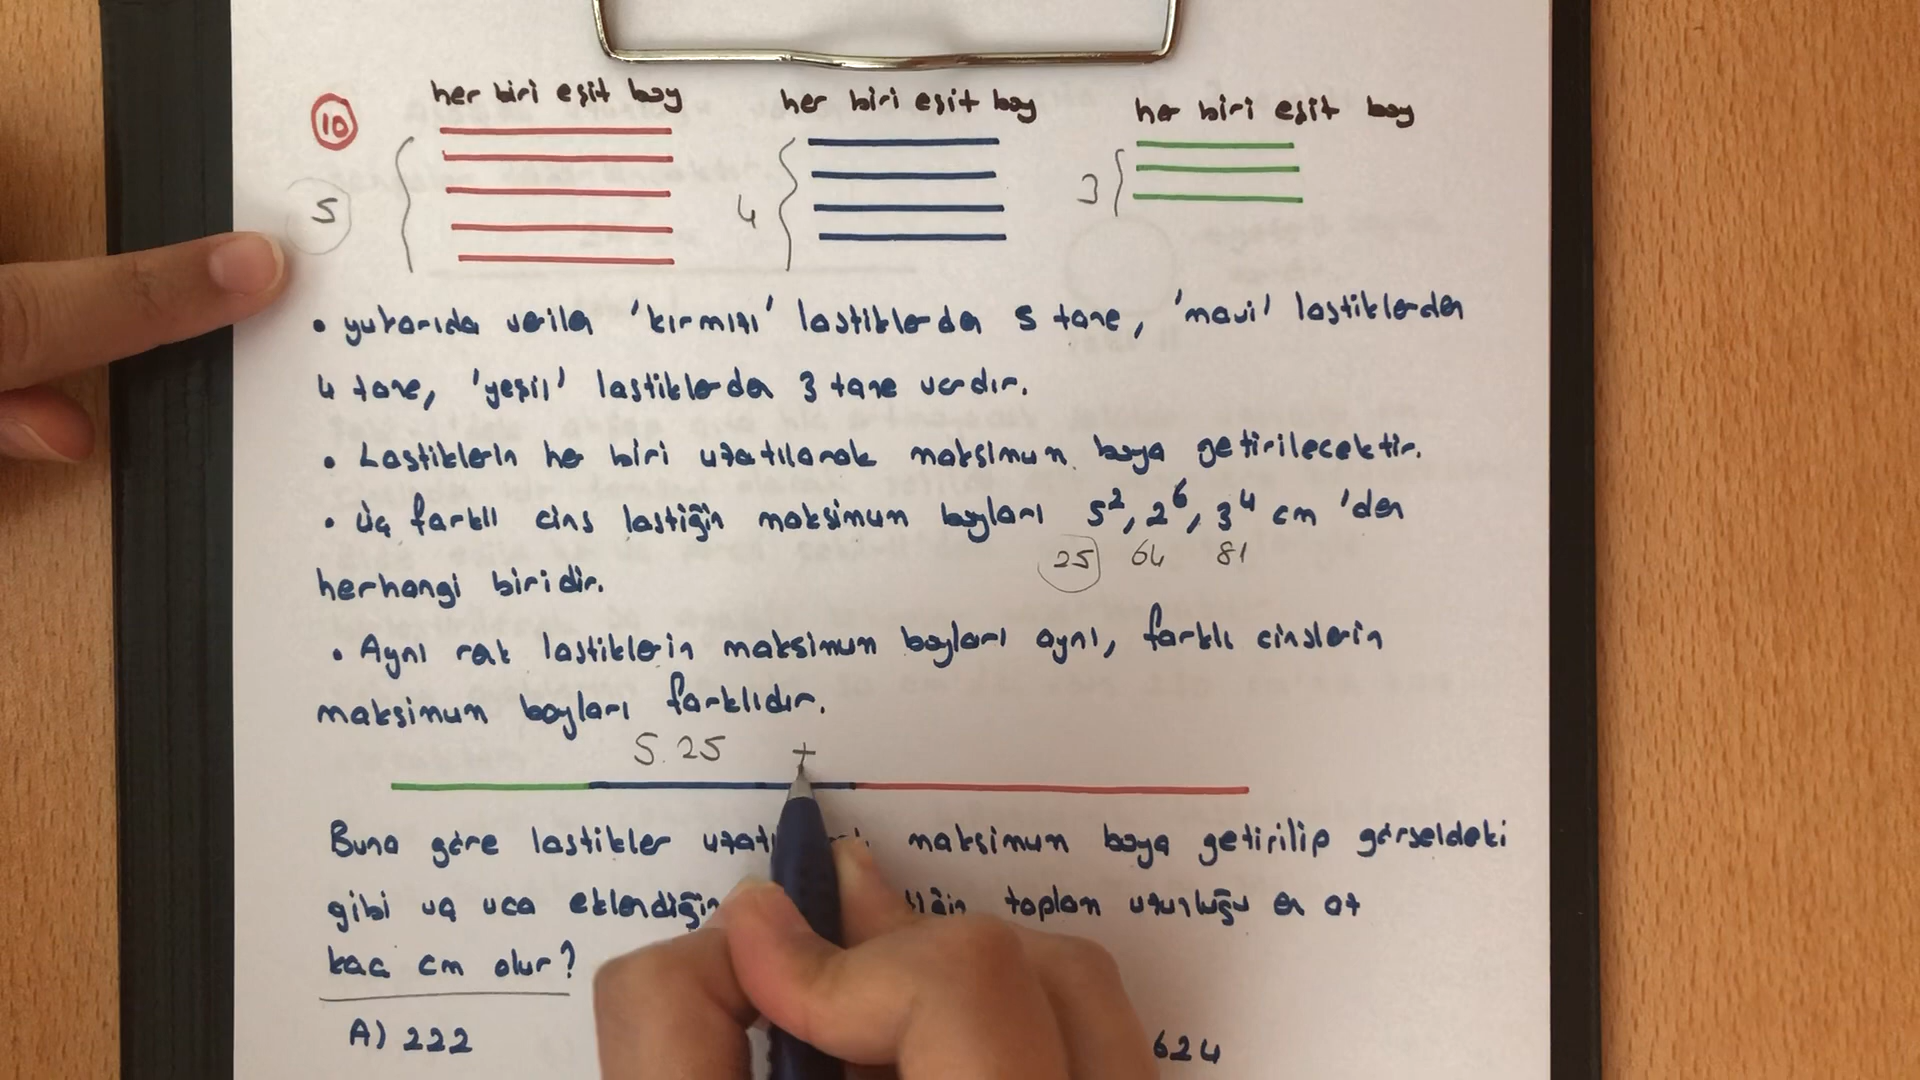 her biri eşit boy her biri eşit boy her biri eşit boy
10
5 4 3
• yukarıda verilen 'kırmızı' lastiklerden 5 tane, 'mavi' lastiklerden
4 tane, 'yeşil' lastiklerden 3 tane vardır.
• Lastiklerin her biri uzatılarak maksimum boya getirilecektir.
• Üç farklı cins lastiğin maksimum boyları 5², 2⁶, 3⁴ cm 'den
25 64 81
herhangi biridir.
• Aynı renk lastiklerin maksimum boyları aynı, farklı cinslerin
maksimum boyları farklıdır.
5.25 +
Buna göre lastikler maksimum boya getirilip görseldeki
gibi uç uca toplam uzunluğu en az
kaç cm olur?
A) 222 624